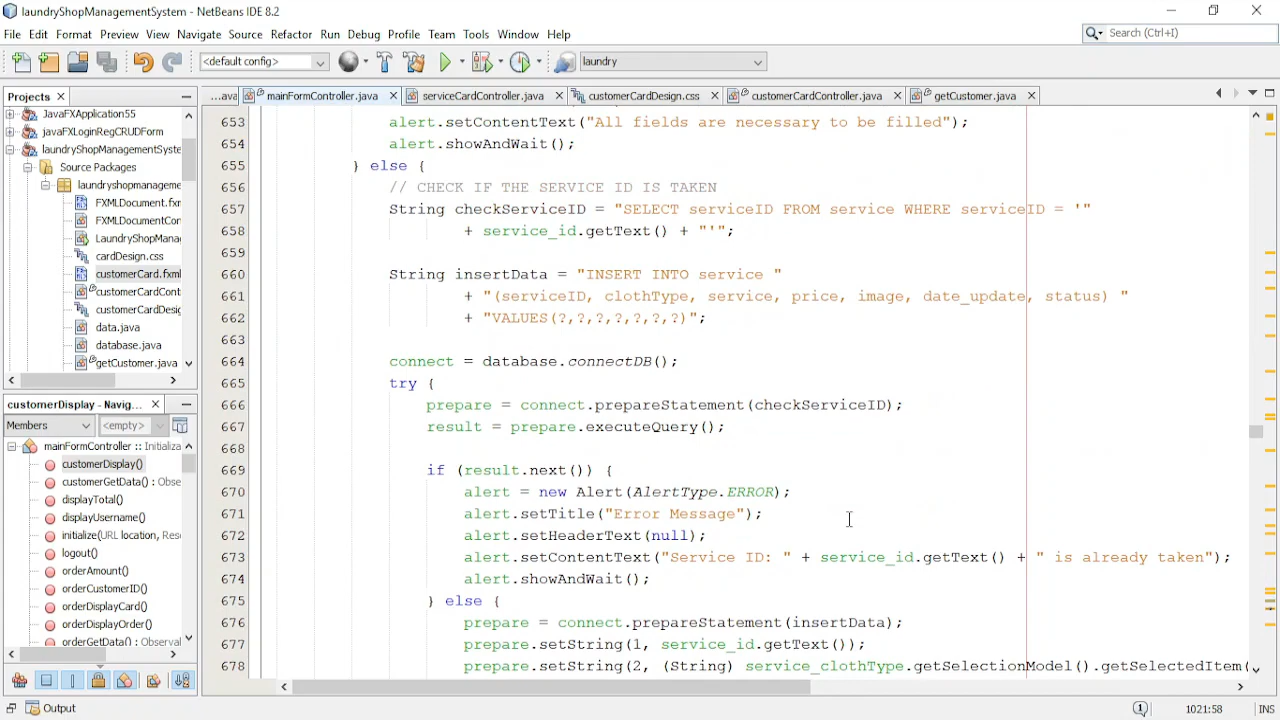 laundryShopManagementSystem - NetBeans IDE 8.2
File Edit Format Preview View Navigate Source Refactor Run Debug Profile Team Tools Window Help
Search (Ctrl+I)
<default config>
laundry
Projects
...ava mainFormController.java serviceCardController.java customerCardDesign.css customerCardController.java getCustomer.java
JavaFXApplication55
javaFXLoginRegCRUDForm
laundryShopManagementSyste
Source Packages
laundryshopmanageme
FXMLDocument.fxm
FXMLDocumentCon
LaundryShopManag
cardDesign.css
customerCard.fxml
customerCardCont
customerCardDesig
data.java
database.java
getCustomer.java
customerDisplay - Navig...
Members
<empty>
mainFormController :: Initializa
customerDisplay()
customerGetData() : Obse
displayTotal()
displayUsername()
initialize(URL location, Res
logout()
orderAmount()
orderCustomerID()
orderDisplayCard()
orderDisplayOrder()
orderGetData() : Observal
653 alert.setContentText("All fields are necessary to be filled");
654 alert.showAndWait();
655 } else {
656 // CHECK IF THE SERVICE ID IS TAKEN
657 String checkServiceID = "SELECT serviceID FROM service WHERE serviceID = '"
658 + service_id.getText() + "'";
659
660 String insertData = "INSERT INTO service "
661 + "(serviceID, clothType, service, price, image, date_update, status) "
662 + "VALUES(?,?,?,?,?,?,?)";
663
664 connect = database.connectDB();
665 try {
666 prepare = connect.prepareStatement(checkServiceID);
667 result = prepare.executeQuery();
668
669 if (result.next()) {
670 alert = new Alert(AlertType.ERROR);
671 alert.setTitle("Error Message");
672 alert.setHeaderText(null);
673 alert.setContentText("Service ID: " + service_id.getText() + " is already taken");
674 alert.showAndWait();
675 } else {
676 prepare = connect.prepareStatement(insertData);
677 prepare.setString(1, service_id.getText());
678 prepare.setString(2, (String) service_clothType.getSelectionModel().getSelectedItem(
Output
1021:58 INS